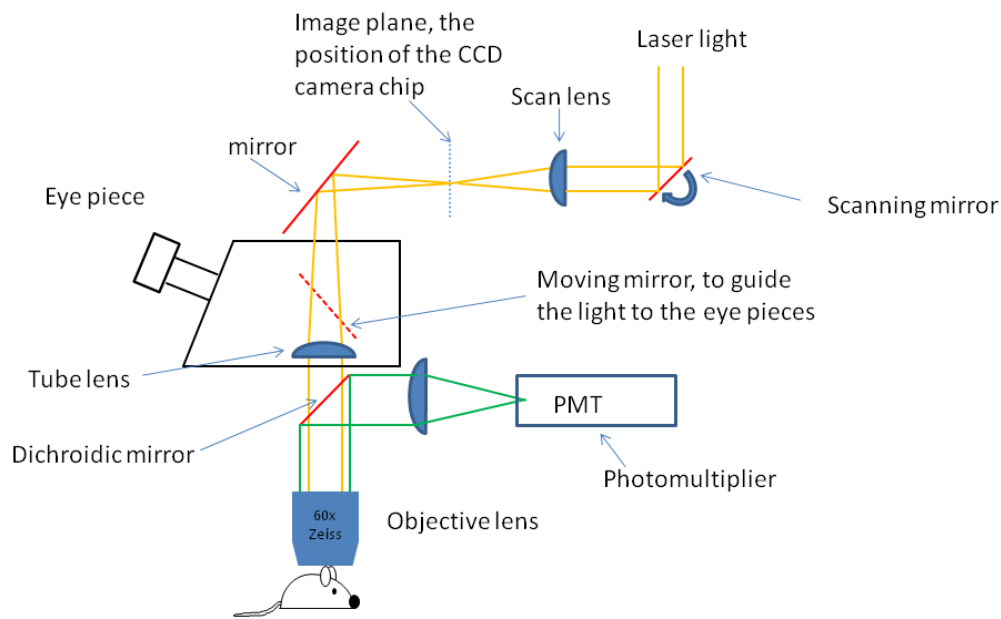 Image plane, the
position of the CCD
camera chip
Laser light
Scan lens
mirror
Eye piece
Scanning mirror
Moving mirror, to guide
the light to the eye pieces
Tube lens
PMT
Dichroidic mirror
Photomultiplier
60x
Zeiss
Objective lens